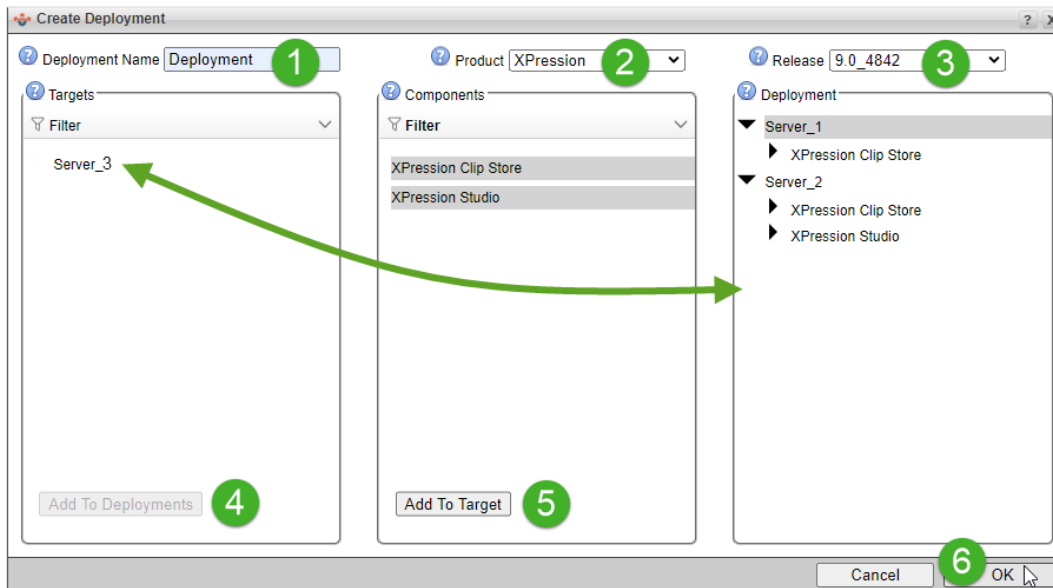 Create Deployment ? X
Deployment Name Deployment 1 Product XPression 2 Release 9.0_4842 3
Targets Components Deployment
Filter Filter Server_1
Server_3 XPression Clip Store XPression Clip Store
XPression Studio Server_2
XPression Clip Store
XPression Studio
Add To Deployments 4 Add To Target 5
Cancel 6 OK